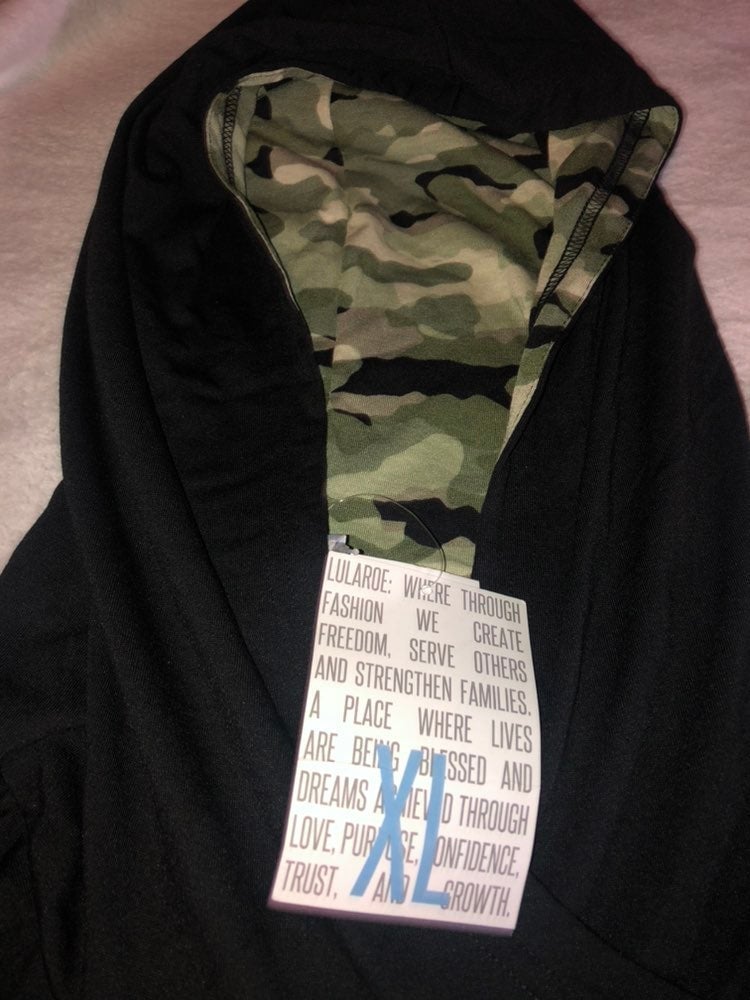 LULAROE: WHERE THROUGH
FASHION WE CREATE
FREEDOM, SERVE OTHERS
AND STRENGTHEN FAMILIES.
A PLACE WHERE LIVES
ARE BEING BLESSED AND
DREAMS ACHIEVED THROUGH
LOVE, PURPOSE, CONFIDENCE,
TRUST, AND GROWTH.
XL